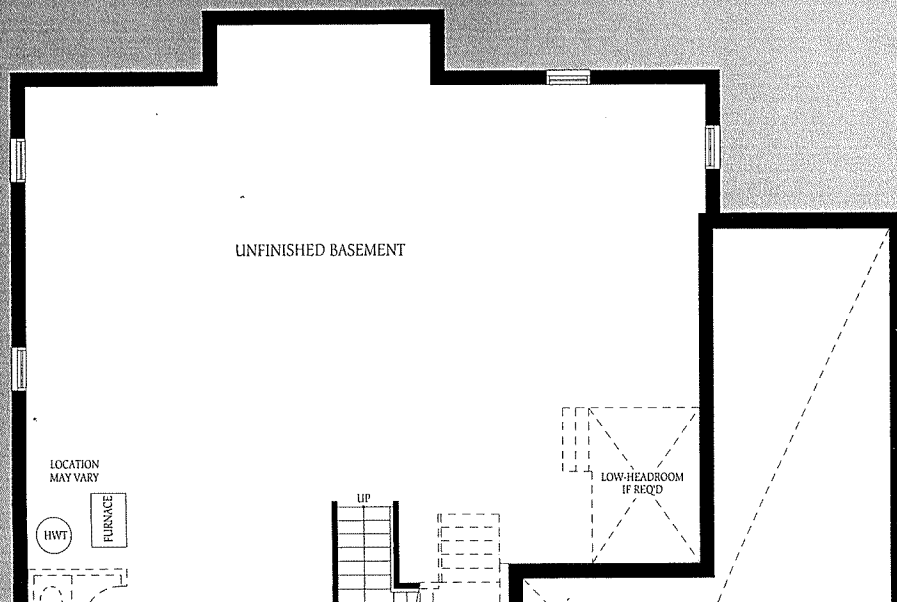 UNFINISHED BASEMENT
LOCATION
MAY VARY
FURNACE
HWT
UP
LOW-HEADROOM
IF REQ'D